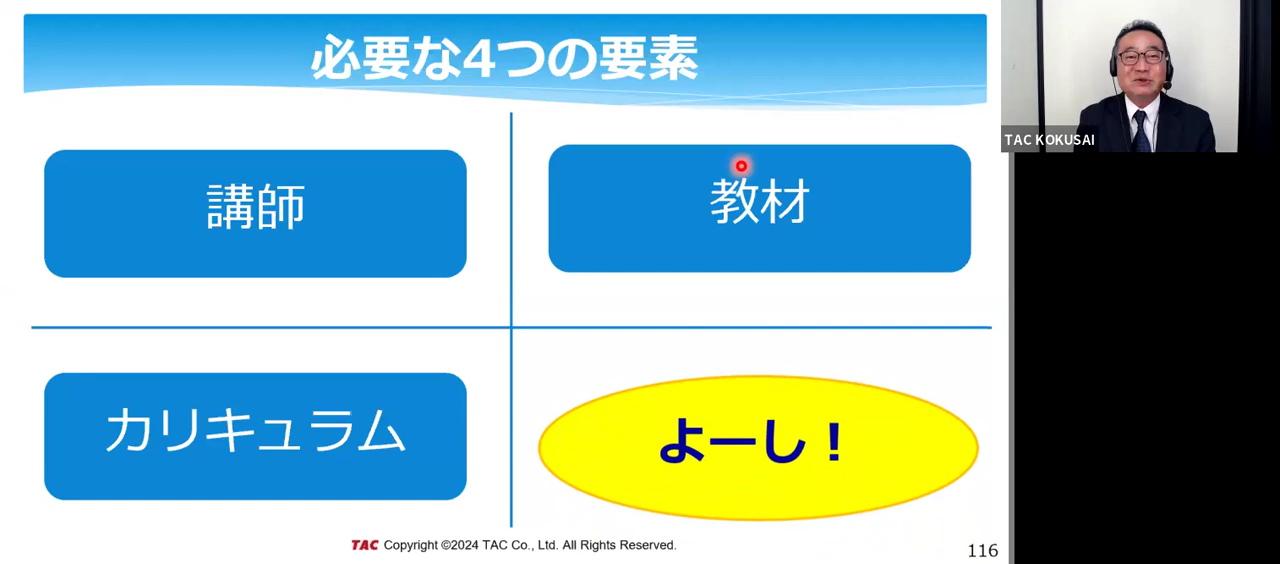 必要な4つの要素
講師
教材
カリキュラム
よーし！
TAC Copyright ©2024 TAC Co., Ltd. All Rights Reserved.
116
TAC KOKUSAI